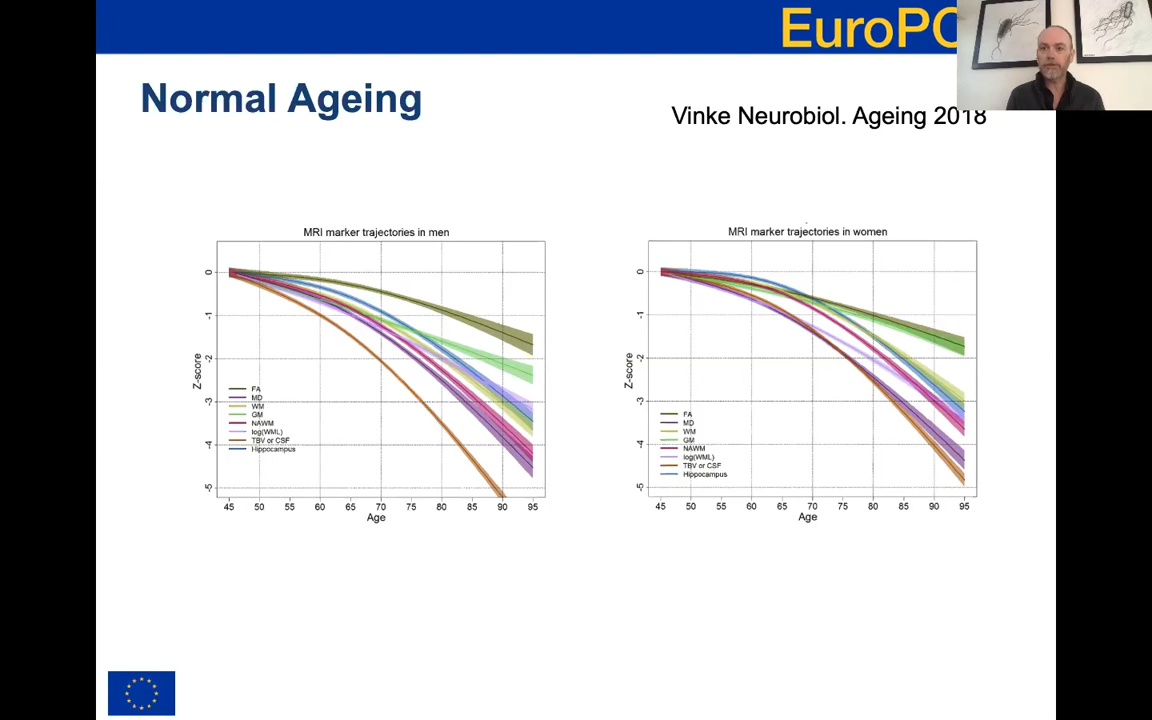 EuroPO
Normal Ageing
Vinke Neurobiol. Ageing 2018
MRI marker trajectories in men
0
-1
-2
-3
-4
-5
Z-score
FA
MD
WM
GM
NAWM
log(WML)
TBV or CSF
Hippocampus
45 50 55 60 65 70 75 80 85 90 95
Age
MRI marker trajectories in women
0
-1
-2
-3
-4
-5
Z-score
FA
MD
WM
GM
NAWM
log(WML)
TBV or CSF
Hippocampus
45 50 55 60 65 70 75 80 85 90 95
Age